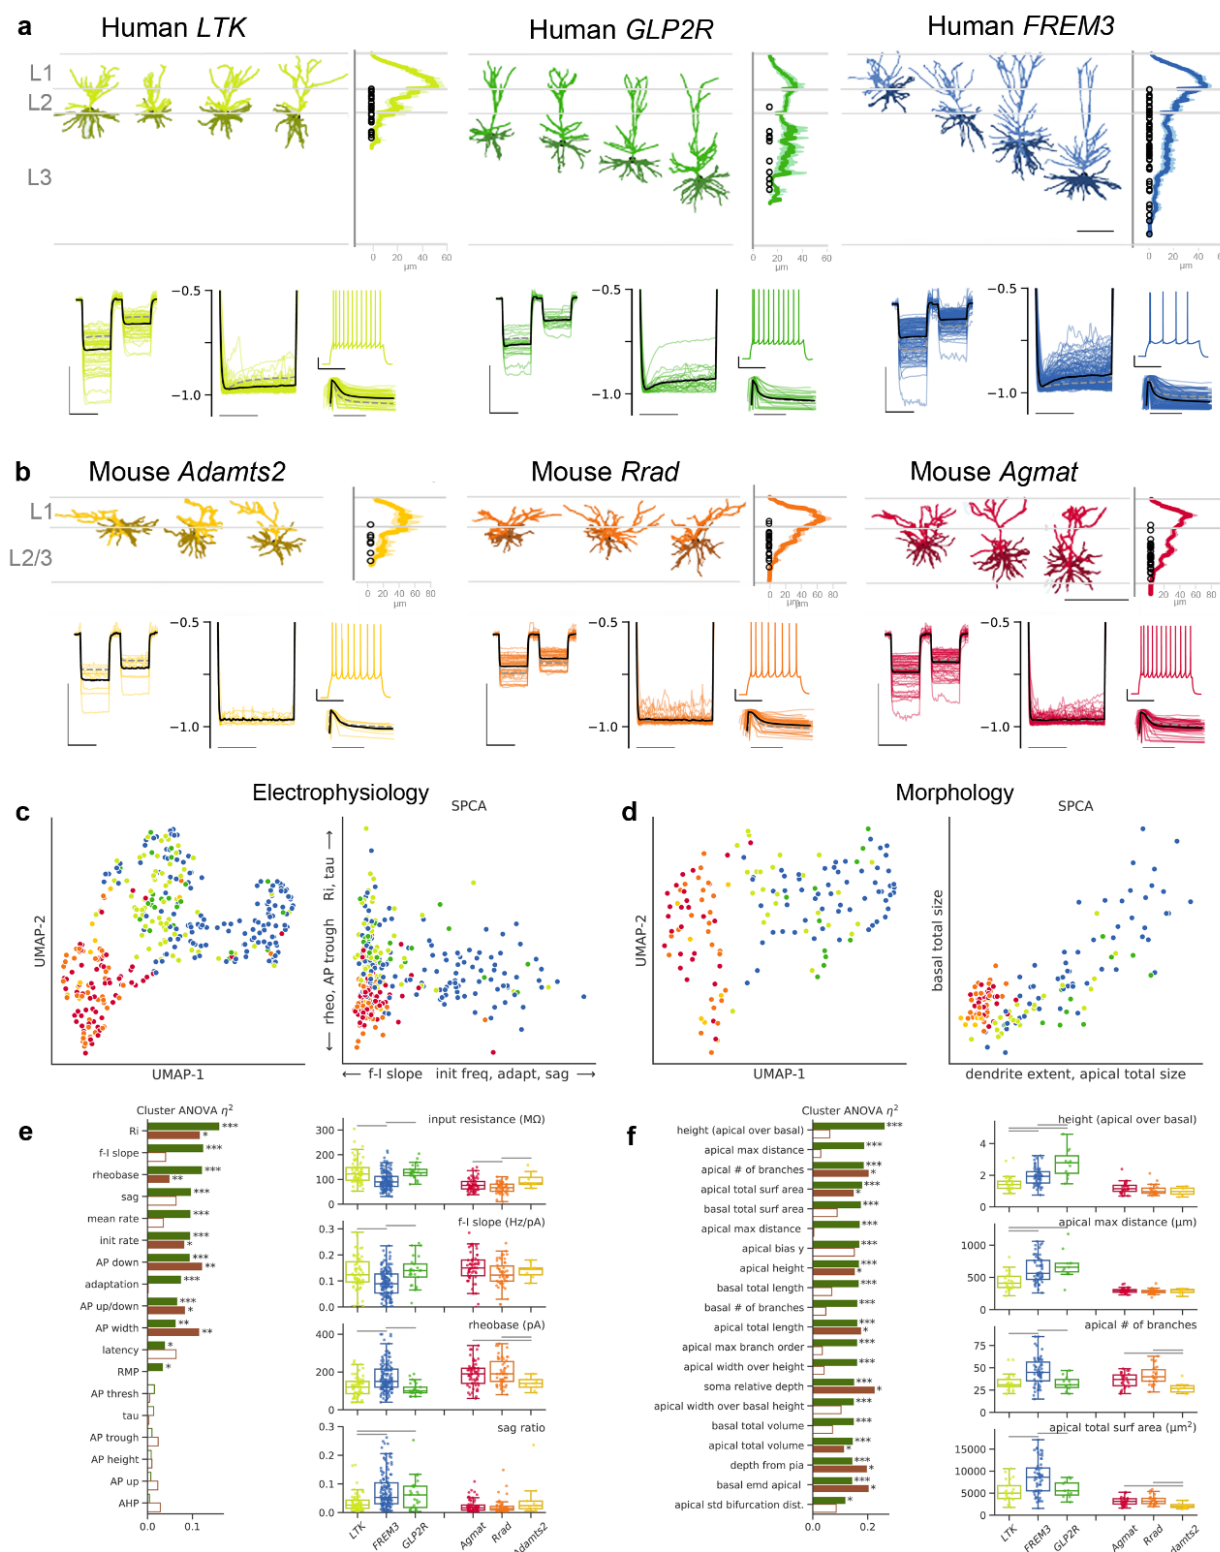 a
Human LTK
Human GLP2R
Human FREM3
L1
L2
L3
0 20 40 60
µm
0 20 40 60
µm
0 20 40 60
µm
−0.5
−1.0
−0.5
−1.0
−0.5
−1.0
b
Mouse Adamts2
Mouse Rrad
Mouse Agmat
L1
L2/3
0 20 40 60 80
µm
0 20 40 60 80
µm
0 20 40 60 80
µm
−0.5
−1.0
−0.5
−1.0
−0.5
−1.0
c
Electrophysiology
SPCA
UMAP-2
UMAP-1
← rheo, AP trough Ri, tau →
← f-I slope init freq, adapt, sag →
d
Morphology
SPCA
UMAP-2
UMAP-1
basal total size
dendrite extent, apical total size
e
Cluster ANOVA η²
Ri *** *
f-I slope ***
rheobase *** **
sag ***
mean rate ***
init rate *** *
AP down *** **
adaptation ***
AP up/down *** *
AP width ** **
latency *
RMP *
AP thresh
tau
AP trough
AP height
AP up
AHP
0.0 0.1
input resistance (MΩ)
300
200
100
0
f-I slope (Hz/pA)
0.3
0.2
0.1
0.0
rheobase (pA)
400
200
0
sag ratio
0.3
0.2
0.1
0.0
LTK FREM3 GLP2R Agmat Rrad Adamts2
f
Cluster ANOVA η²
height (apical over basal) ***
apical max distance ***
apical # of branches *** *
apical total surf area *** *
basal total surf area ***
apical max distance ***
apical bias y ***
apical height *** *
basal total length ***
basal # of branches ***
apical total length *** *
apical max branch order ***
apical width over height ***
soma relative depth *** *
apical width over basal height ***
basal total volume ***
apical total volume *** *
depth from pia *** *
basal emd apical *** *
apical std bifurcation dist. *
0.0 0.2
height (apical over basal)
4
2
0
apical max distance (µm)
1000
500
0
apical # of branches
75
50
25
0
apical total surf area (µm²)
15000
10000
5000
0
LTK FREM3 GLP2R Agmat Rrad Adamts2